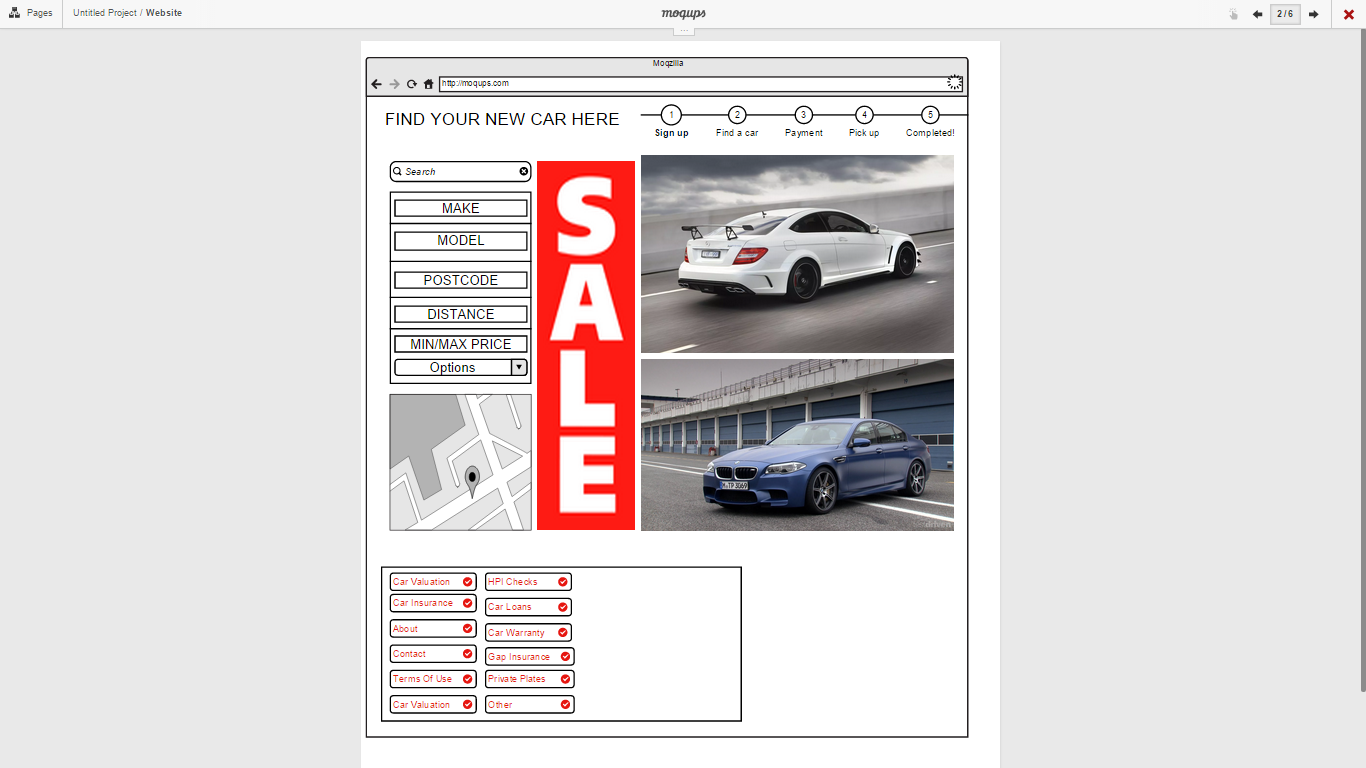 Pages
Untitled Project / Website
moqups
2 / 6
...
Moqzilla
http://moqups.com
FIND YOUR NEW CAR HERE
1 2 3 4 5
Sign up Find a car Payment Pick up Completed!
Search
MAKE
MODEL
POSTCODE
DISTANCE
MIN/MAX PRICE
Options
SALE
M TP 3069
Car Valuation HPI Checks
Car Insurance Car Loans
About Car Warranty
Contact Gap Insurance
Terms Of Use Private Plates
Car Valuation Other